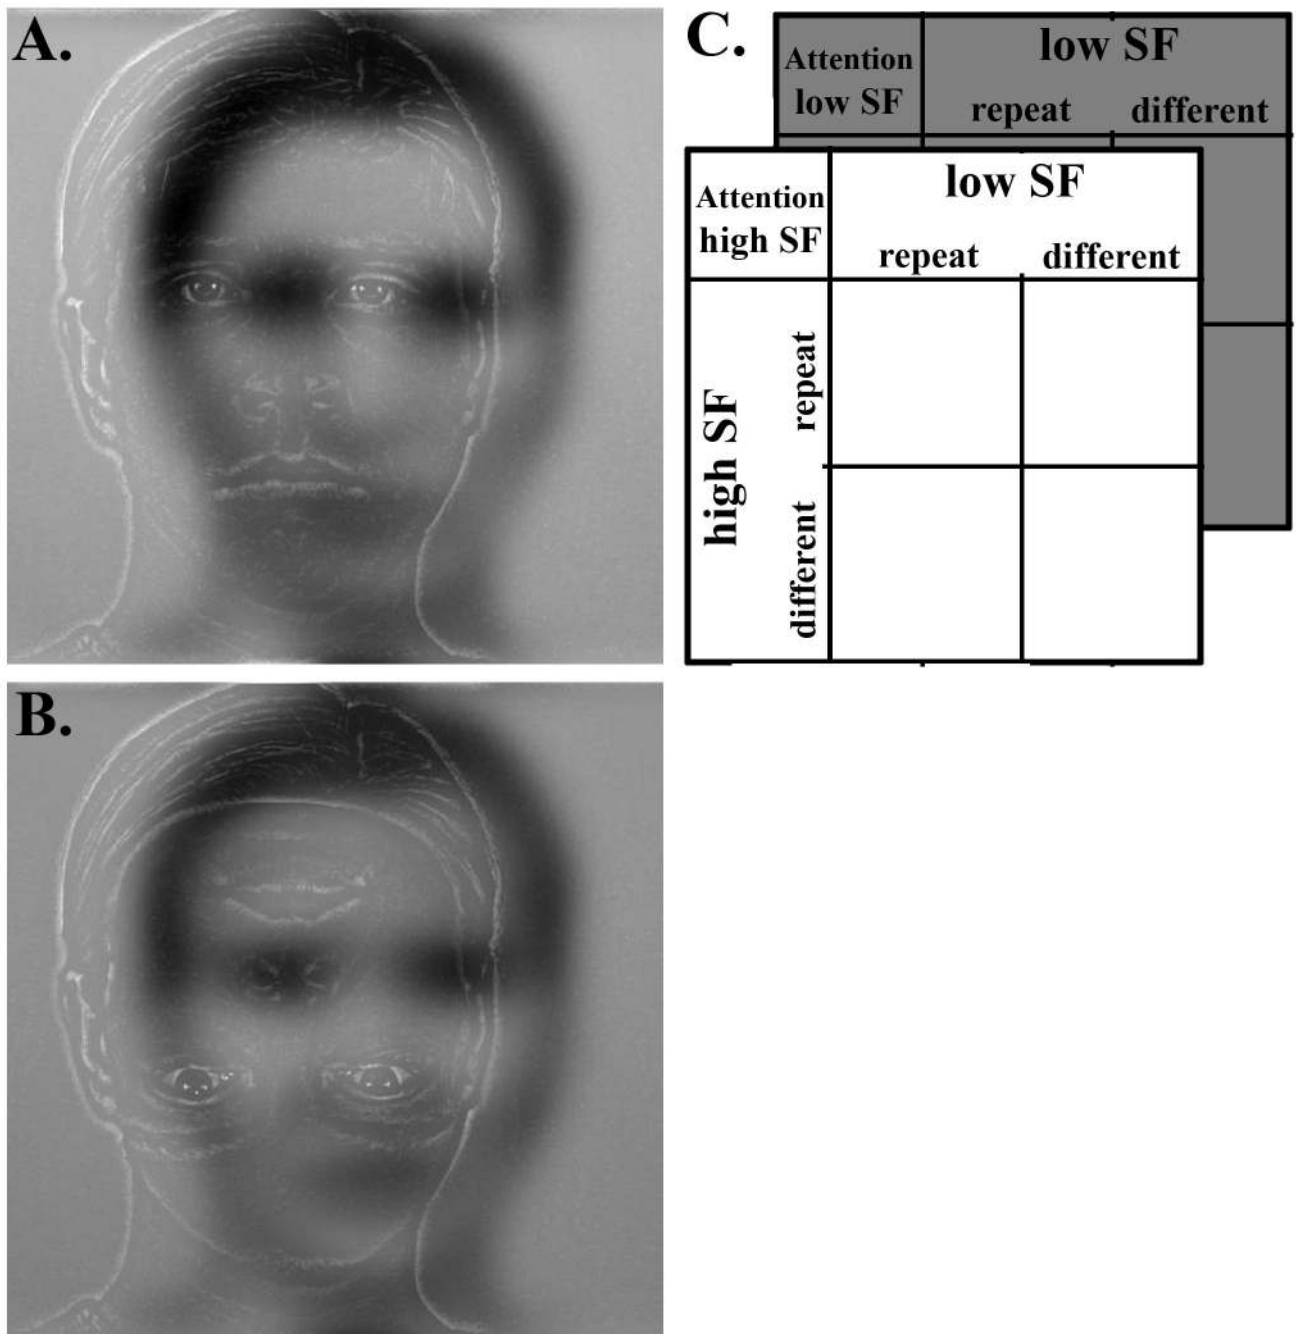 A.
B.
C.
Attention
low SF
low SF
repeat different
Attention
high SF
low SF
repeat different
high SF
repeat
different